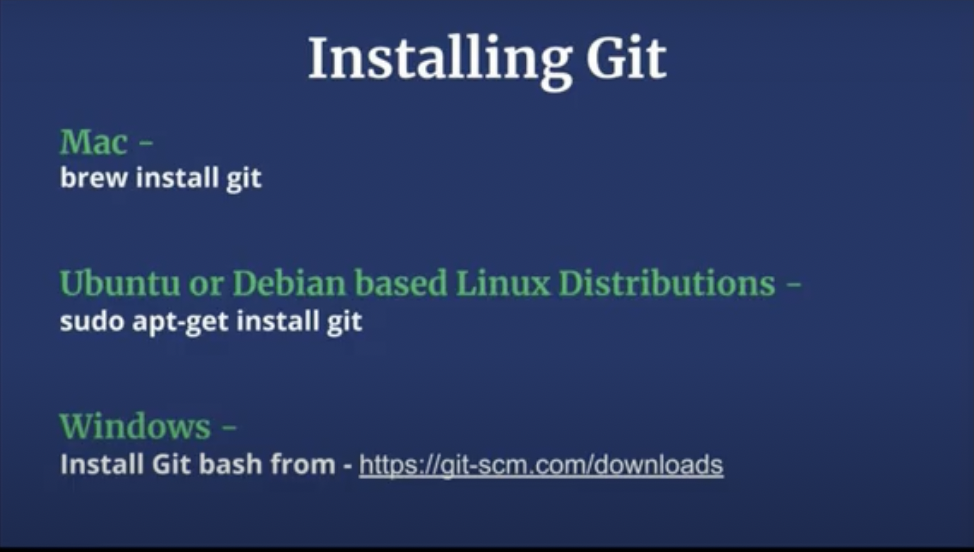 Installing Git
Mac -
brew install git
Ubuntu or Debian based Linux Distributions -
sudo apt-get install git
Windows -
Install Git bash from - https://git-scm.com/downloads